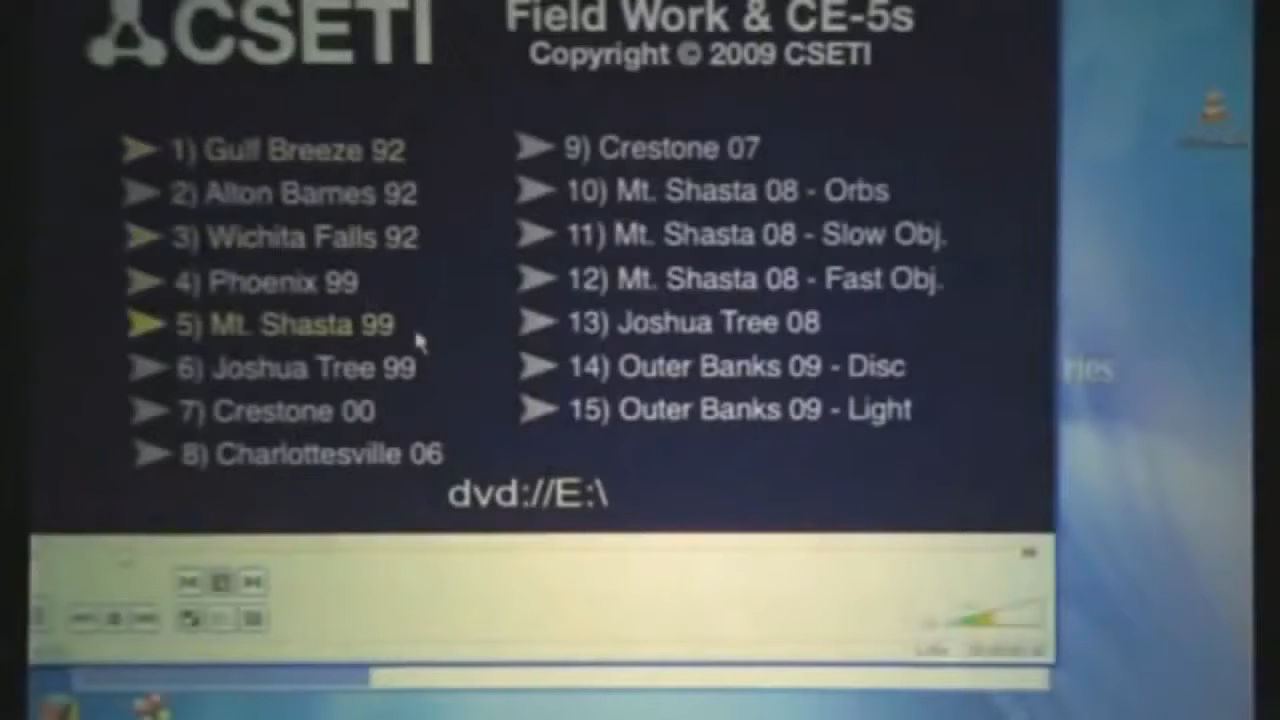 CSETI
Field Work & CE-5s
Copyright © 2009 CSETI
1) Gulf Breeze 92
2) Alton Barnes 92
3) Wichita Falls 92
4) Phoenix 99
5) Mt. Shasta 99
6) Joshua Tree 99
7) Crestone 00
8) Charlottesville 06
9) Crestone 07
10) Mt. Shasta 08 - Orbs
11) Mt. Shasta 08 - Slow Obj.
12) Mt. Shasta 08 - Fast Obj.
13) Joshua Tree 08
14) Outer Banks 09 - Disc
15) Outer Banks 09 - Light
dvd://E:\
ries